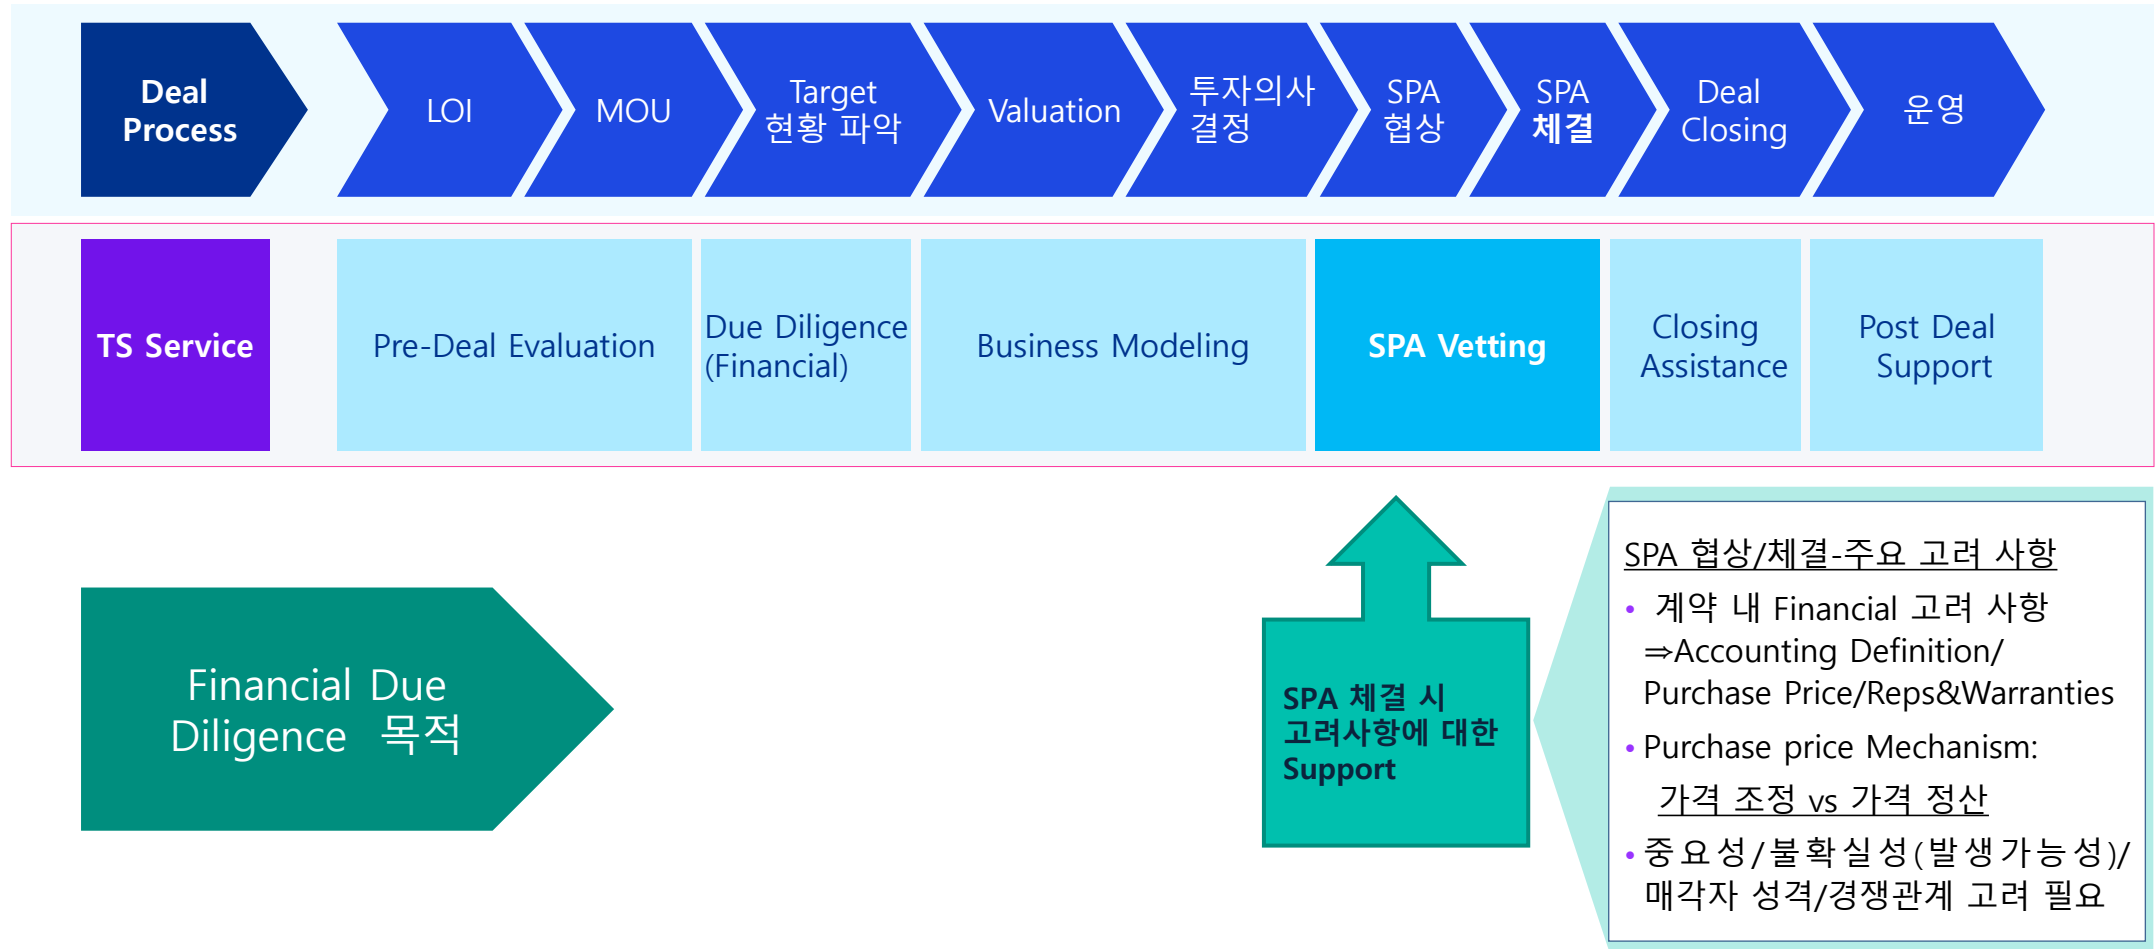 Deal
Process
LOI
MOU
Target
현황 파악
Valuation
투자의사
결정
SPA
협상
SPA
체결
Deal
Closing
운영
TS Service
Pre-Deal Evaluation
Due Diligence
(Financial)
Business Modeling
SPA Vetting
Closing
Assistance
Post Deal
Support
Financial Due
Diligence 목적
SPA 체결 시
고려사항에 대한
Support
SPA 협상/체결-주요 고려 사항
• 계약 내 Financial 고려 사항
⇒Accounting Definition/
Purchase Price/Reps&Warranties
• Purchase price Mechanism:
가격 조정 vs 가격 정산
• 중요성/불확실성(발생가능성)/
매각자 성격/경쟁관계 고려 필요